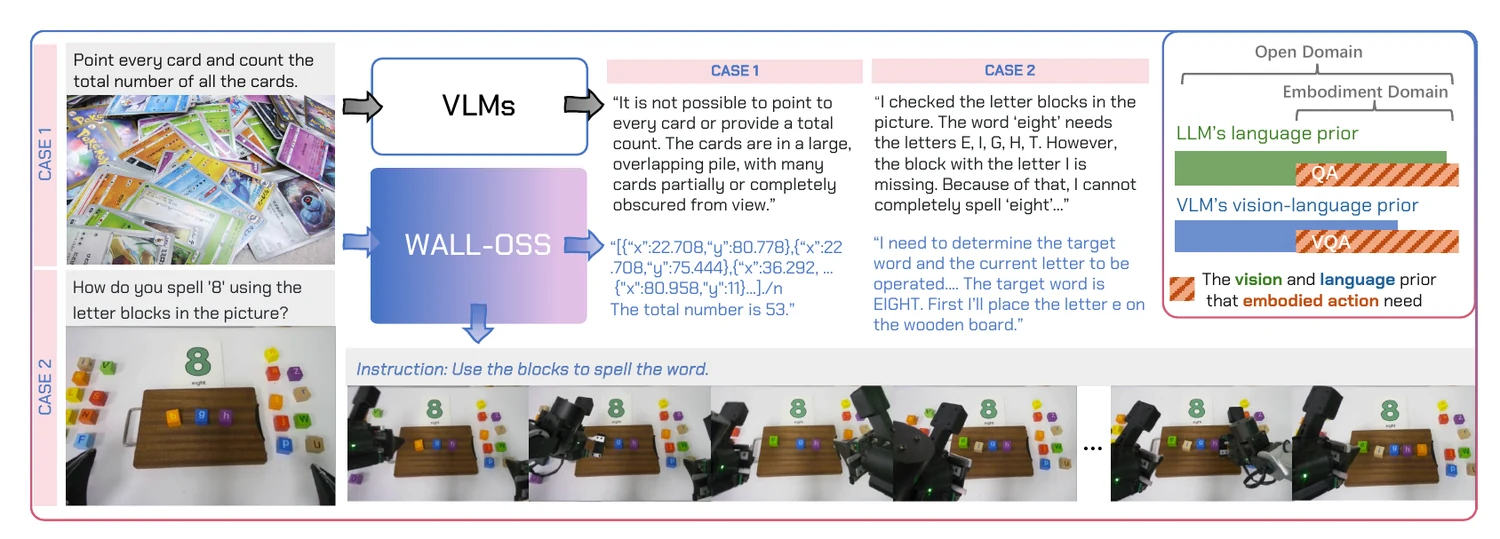 CASE 1
Point every card and count the
total number of all the cards.
CASE 2
How do you spell '8' using the
letter blocks in the picture?
8
eight
VLMs
WALL-OSS
CASE 1
“It is not possible to point to
every card or provide a total
count. The cards are in a large,
overlapping pile, with many
cards partially or completely
obscured from view.”
“[{“x”:22.708,“y”:80.778},{“x”:22
.708,“y”:75.444},{“x”:36.292, ...
{“x”:80.958,“y”:11}...]./n
The total number is 53.”
CASE 2
“I checked the letter blocks in the
picture. The word ‘eight’ needs
the letters E, I, G, H, T. However,
the block with the letter I is
missing. Because of that, I cannot
completely spell ‘eight’...”
“I need to determine the target
word and the current letter to be
operated.... The target word is
EIGHT. First I’ll place the letter e on
the wooden board.”
Open Domain
Embodiment Domain
LLM’s language prior
QA
VLM’s vision-language prior
VQA
The vision and language prior
that embodied action need
Instruction: Use the blocks to spell the word.
...